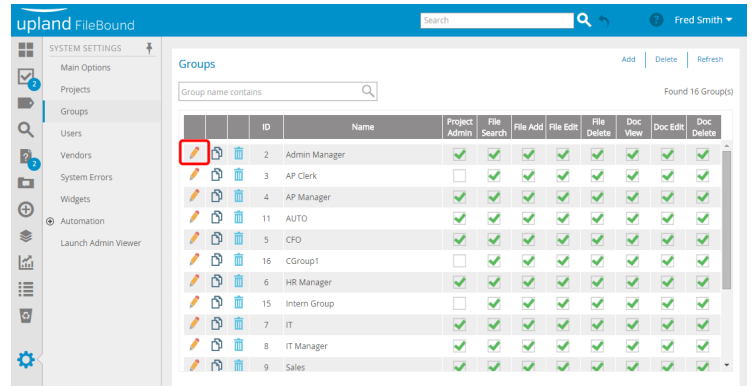 upland FileBound
Search
?
Fred Smith
SYSTEM SETTINGS
Main Options
Projects
Groups
Users
Vendors
System Errors
Widgets
Automation
Launch Admin Viewer
2
?
2
Groups
Add Delete Refresh
Group name contains
Found 16 Group(s)
ID Name Project Admin File Search File Add File Edit File Delete Doc View Doc Edit Doc Delete
2 Admin Manager
3 AP Clerk
4 AP Manager
11 AUTO
5 CFO
16 CGroup1
6 HR Manager
15 Intern Group
7 IT
8 IT Manager
9 Sales